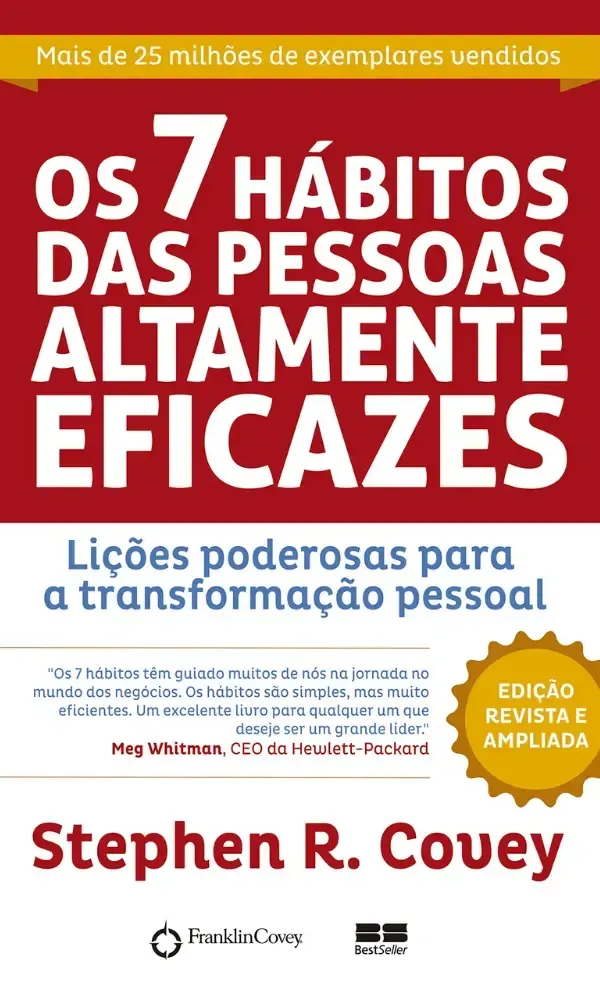 Mais de 25 milhões de exemplares vendidos
OS 7 HÁBITOS
DAS PESSOAS
ALTAMENTE
EFICAZES
Lições poderosas para
a transformação pessoal
"Os 7 hábitos têm guiado muitos de nós na jornada no
mundo dos negócios. Os hábitos são simples, mas muito
eficientes. Um excelente livro para qualquer um que
deseje ser um grande líder."
Meg Whitman, CEO da Hewlett-Packard
EDIÇÃO
REVISTA E
AMPLIADA
Stephen R. Covey
FranklinCovey
BS
BestSeller